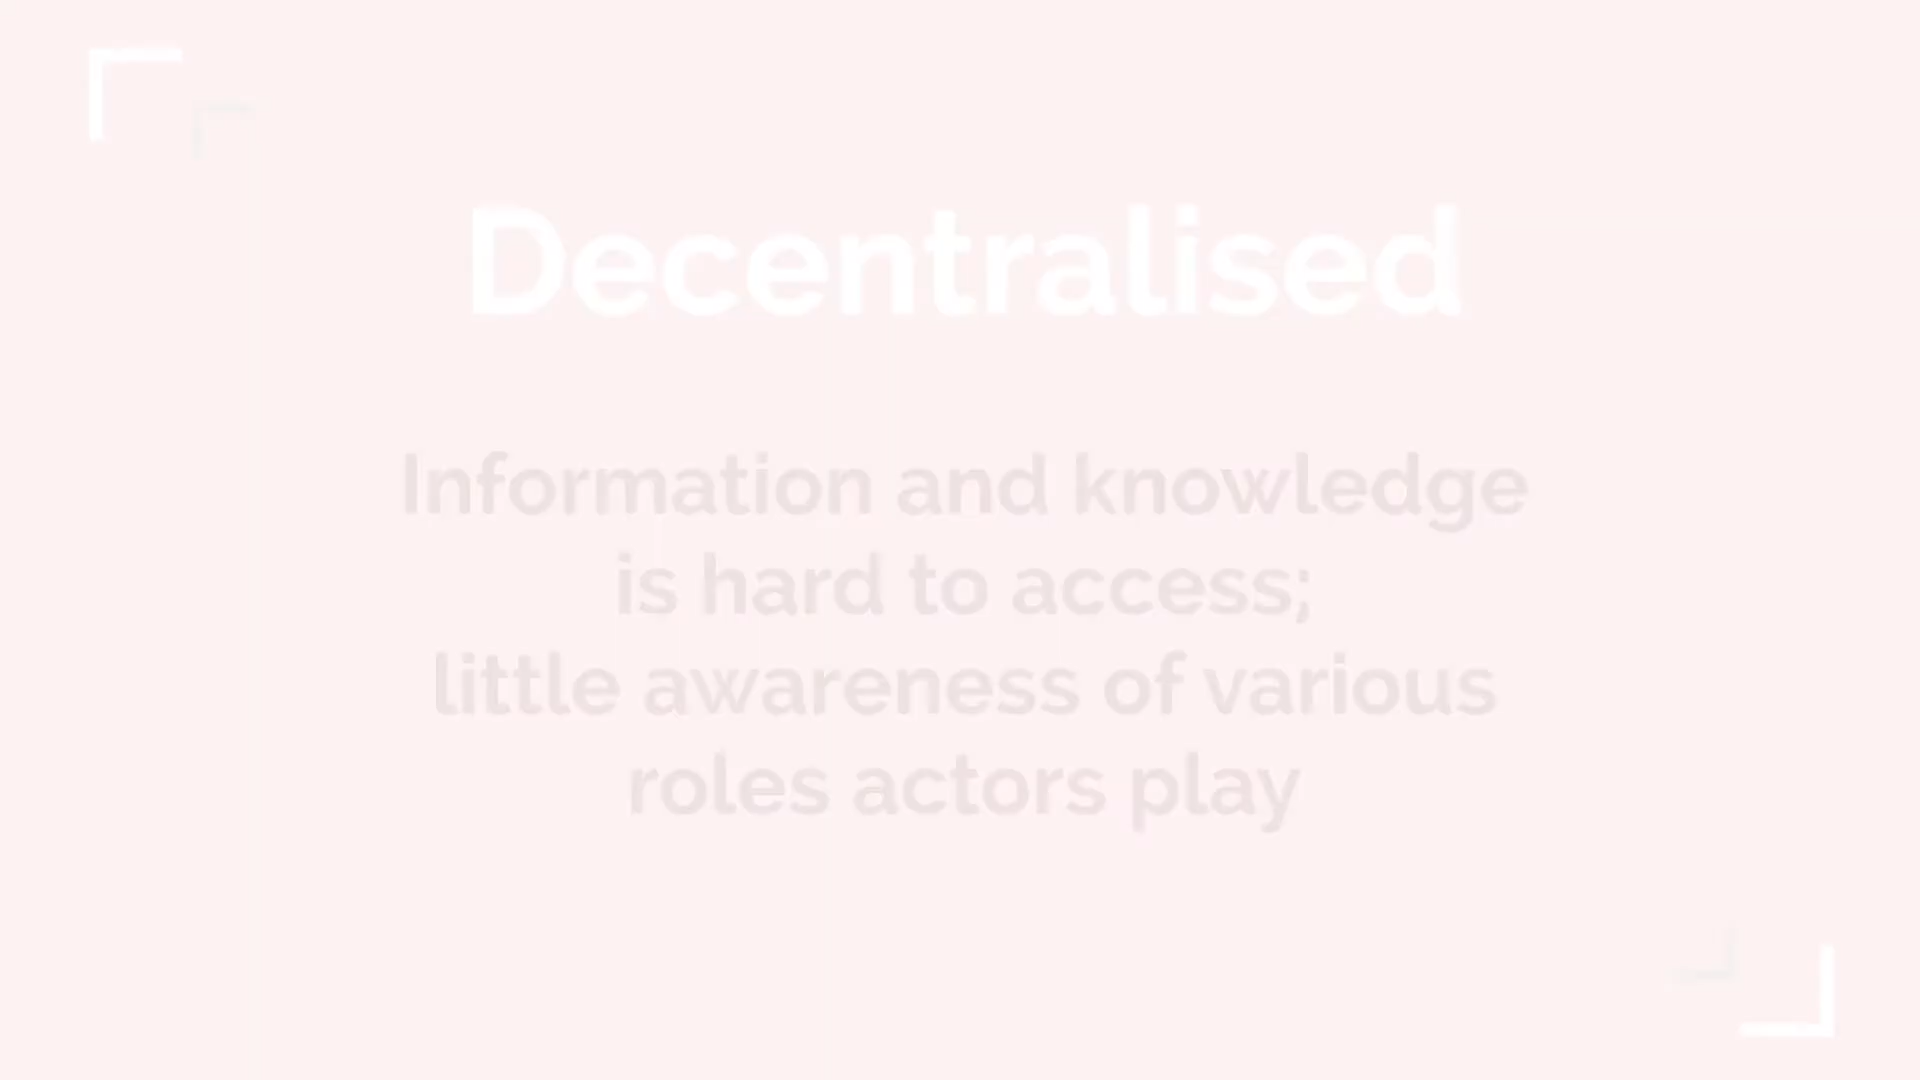 Decentralised
Information and knowledge
is hard to access;
little awareness of various
roles actors play